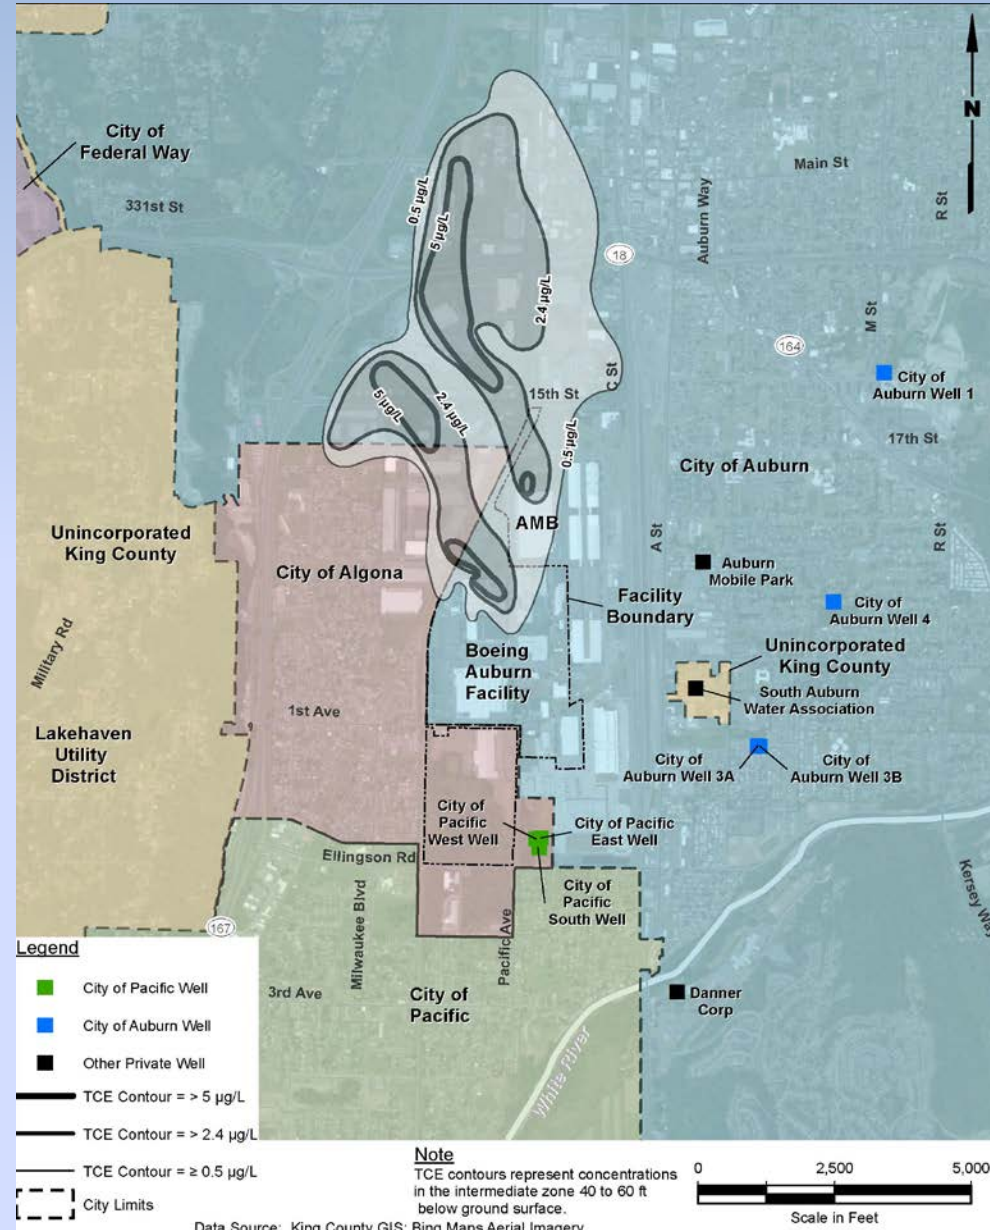 City of
Federal Way
331st St
Main St
Auburn Way
R St
N
0.5 µg/L
5 µg/L
2.4 µg/L
18
M St
164
City of
Auburn Well 1
C St
15th St
5 µg/L
2.4 µg/L
0.5 µg/L
17th St
City of Auburn
AMB
A St
R St
Unincorporated
King County
City of Algona
Auburn
Mobile Park
Facility
Boundary
City of
Auburn Well 4
Military Rd
Boeing
Auburn
Facility
Unincorporated
King County
South Auburn
Water Association
1st Ave
Lakehaven
Utility
District
City of
Auburn Well 3A
City of
Auburn Well 3B
City of
Pacific
West Well
City of Pacific
East Well
Ellingson Rd
City of
Pacific
South Well
Kersey Way
167
Milwaukee Blvd
Pacific Ave
3rd Ave
City of
Pacific
Danner
Corp
White River
Legend
City of Pacific Well
City of Auburn Well
Other Private Well
TCE Contour = > 5 µg/L
TCE Contour = > 2.4 µg/L
TCE Contour = ≥ 0.5 µg/L
City Limits
Note
TCE contours represent concentrations
in the intermediate zone 40 to 60 ft
below ground surface.
0 2,500 5,000
Scale in Feet
Data Source: King County GIS; Bing Maps Aerial Imagery